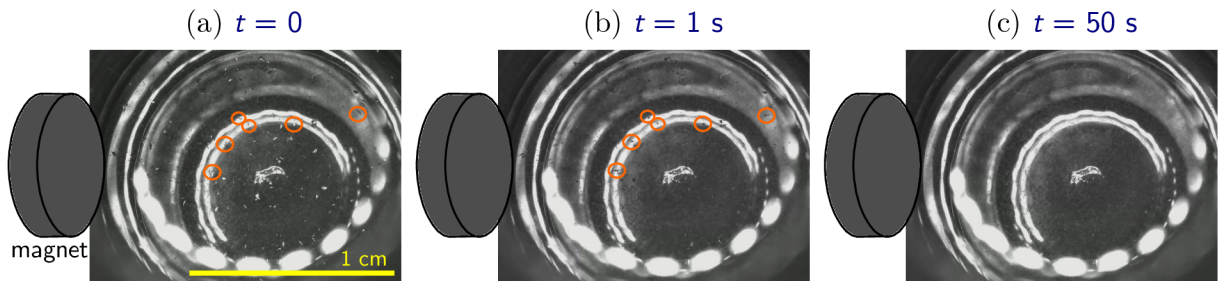 (a) t = 0
(b) t = 1 s
(c) t = 50 s
magnet
1 cm